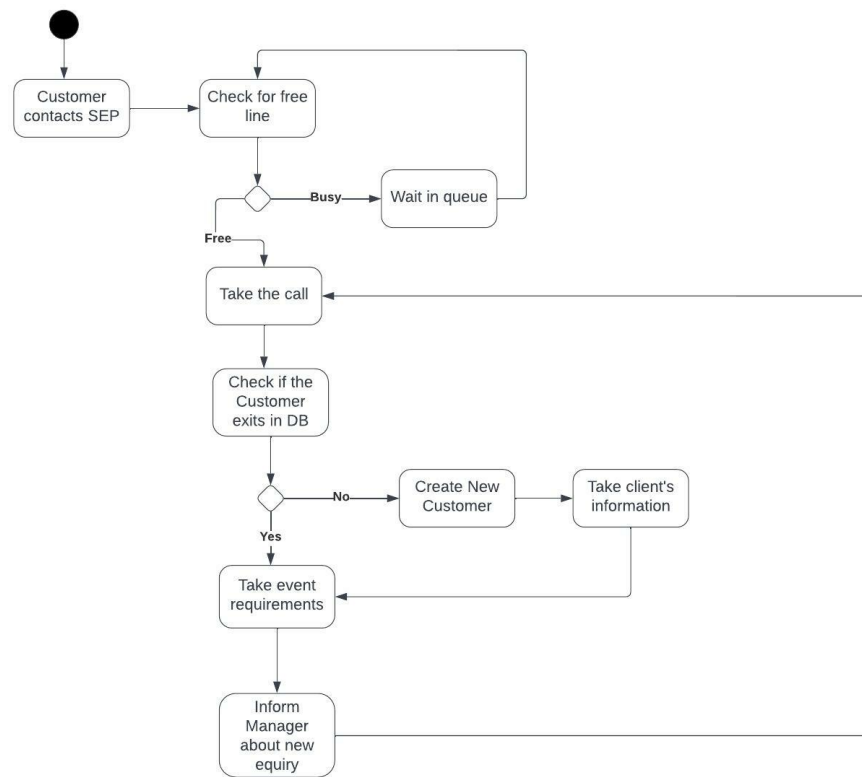 Customer
contacts SEP
Check for free
line
Busy
Wait in queue
Free
Take the call
Check if the
Customer
exits in DB
No
Create New
Customer
Take client's
information
Yes
Take event
requirements
Inform
Manager
about new
equiry